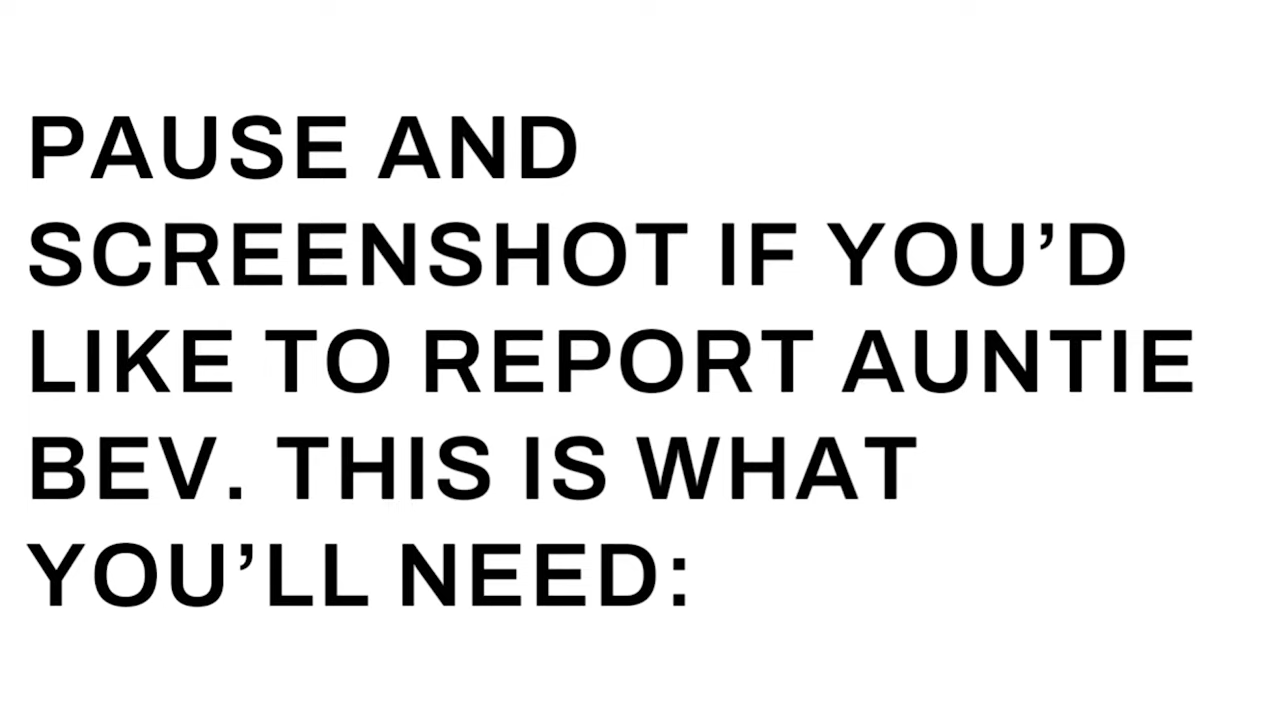 PAUSE AND
SCREENSHOT IF YOU’D
LIKE TO REPORT AUNTIE
BEV. THIS IS WHAT
YOU’LL NEED: